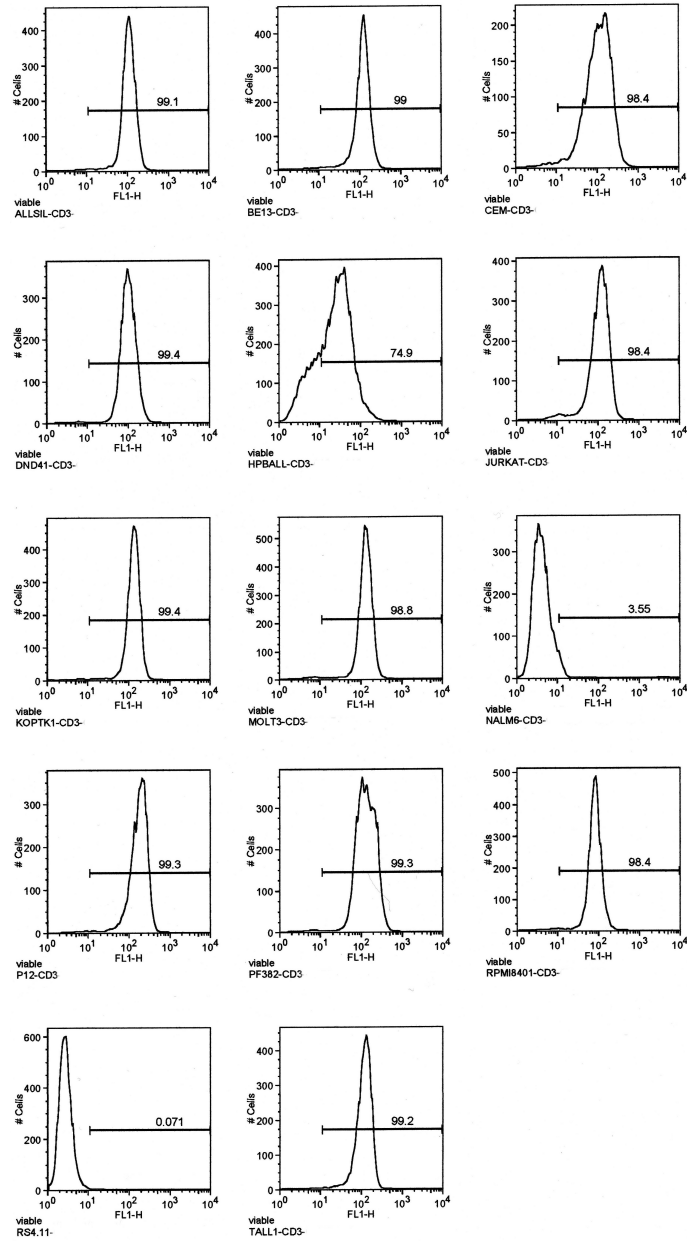 400
300
200
100
0
99.1
10^0 10^1 10^2 10^3 10^4
# Cells
FL1-H
viable
ALLSIL-CD3-
400
300
200
100
0
99
10^0 10^1 10^2 10^3 10^4
# Cells
FL1-H
viable
BE13-CD3-
200
150
100
50
0
98.4
10^0 10^1 10^2 10^3 10^4
# Cells
FL1-H
viable
CEM-CD3-
300
200
100
0
99.4
10^0 10^1 10^2 10^3 10^4
# Cells
FL1-H
viable
DND41-CD3-
400
300
200
100
0
74.9
10^0 10^1 10^2 10^3 10^4
# Cells
FL1-H
viable
HPBALL-CD3-
400
300
200
100
0
98.4
10^0 10^1 10^2 10^3 10^4
# Cells
FL1-H
viable
JURKAT-CD3
400
300
200
100
0
99.4
10^0 10^1 10^2 10^3 10^4
# Cells
FL1-H
viable
KOPTK1-CD3-
500
400
300
200
100
0
98.8
10^0 10^1 10^2 10^3 10^4
# Cells
FL1-H
viable
MOLT3-CD3-
300
200
100
0
3.55
10^0 10^1 10^2 10^3 10^4
# Cells
FL1-H
viable
NALM6-CD3-
300
200
100
0
99.3
10^0 10^1 10^2 10^3 10^4
# Cells
FL1-H
viable
P12-CD3
300
200
100
0
99.3
10^0 10^1 10^2 10^3 10^4
# Cells
FL1-H
viable
PF382-CD3
500
400
300
200
100
0
98.4
10^0 10^1 10^2 10^3 10^4
# Cells
FL1-H
viable
RPMI8401-CD3-
600
400
200
0
0.071
10^0 10^1 10^2 10^3 10^4
# Cells
FL1-H
viable
RS4.11-
400
300
200
100
0
99.2
10^0 10^1 10^2 10^3 10^4
# Cells
FL1-H
viable
TALL1-CD3-